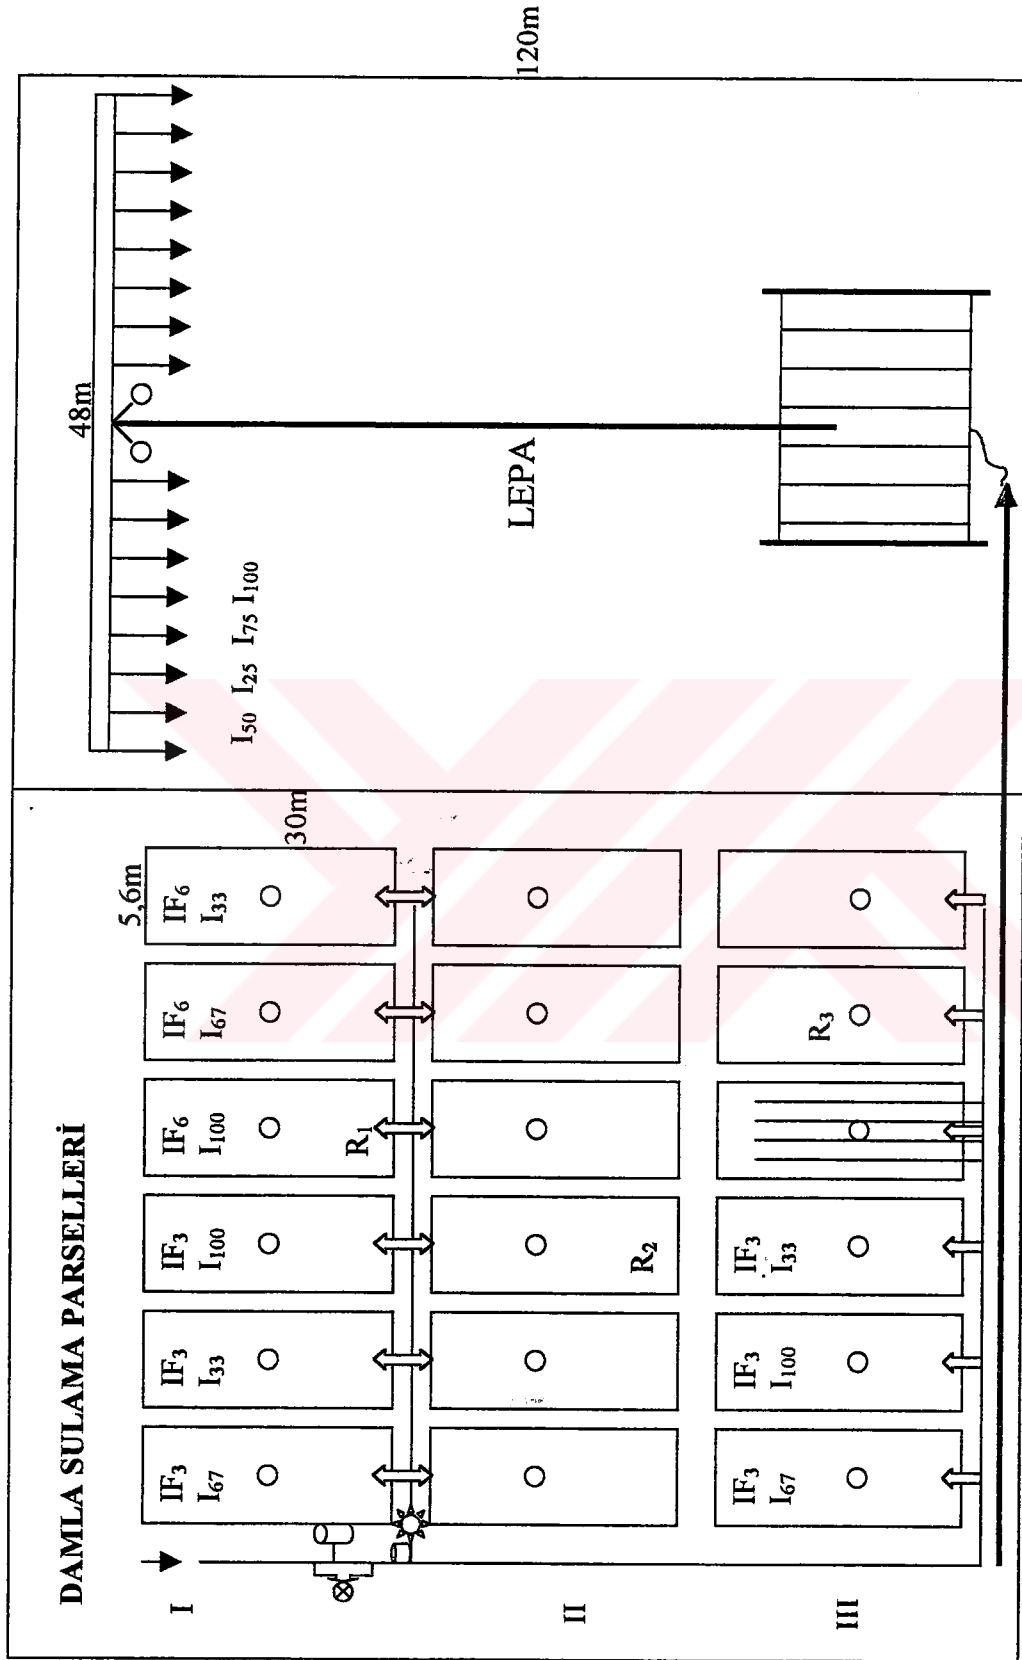 DAMLA SULAMA PARSELLERİ
48m
5,6m
I
IF3
I67
IF3
I33
IF3
I100
IF6
I100
IF6
I67
IF6
I33
30m
I50 I25 I75 I100
R1
LEPA
120m
II
R2
III
IF3
I67
IF3
I100
IF3
I33
R3